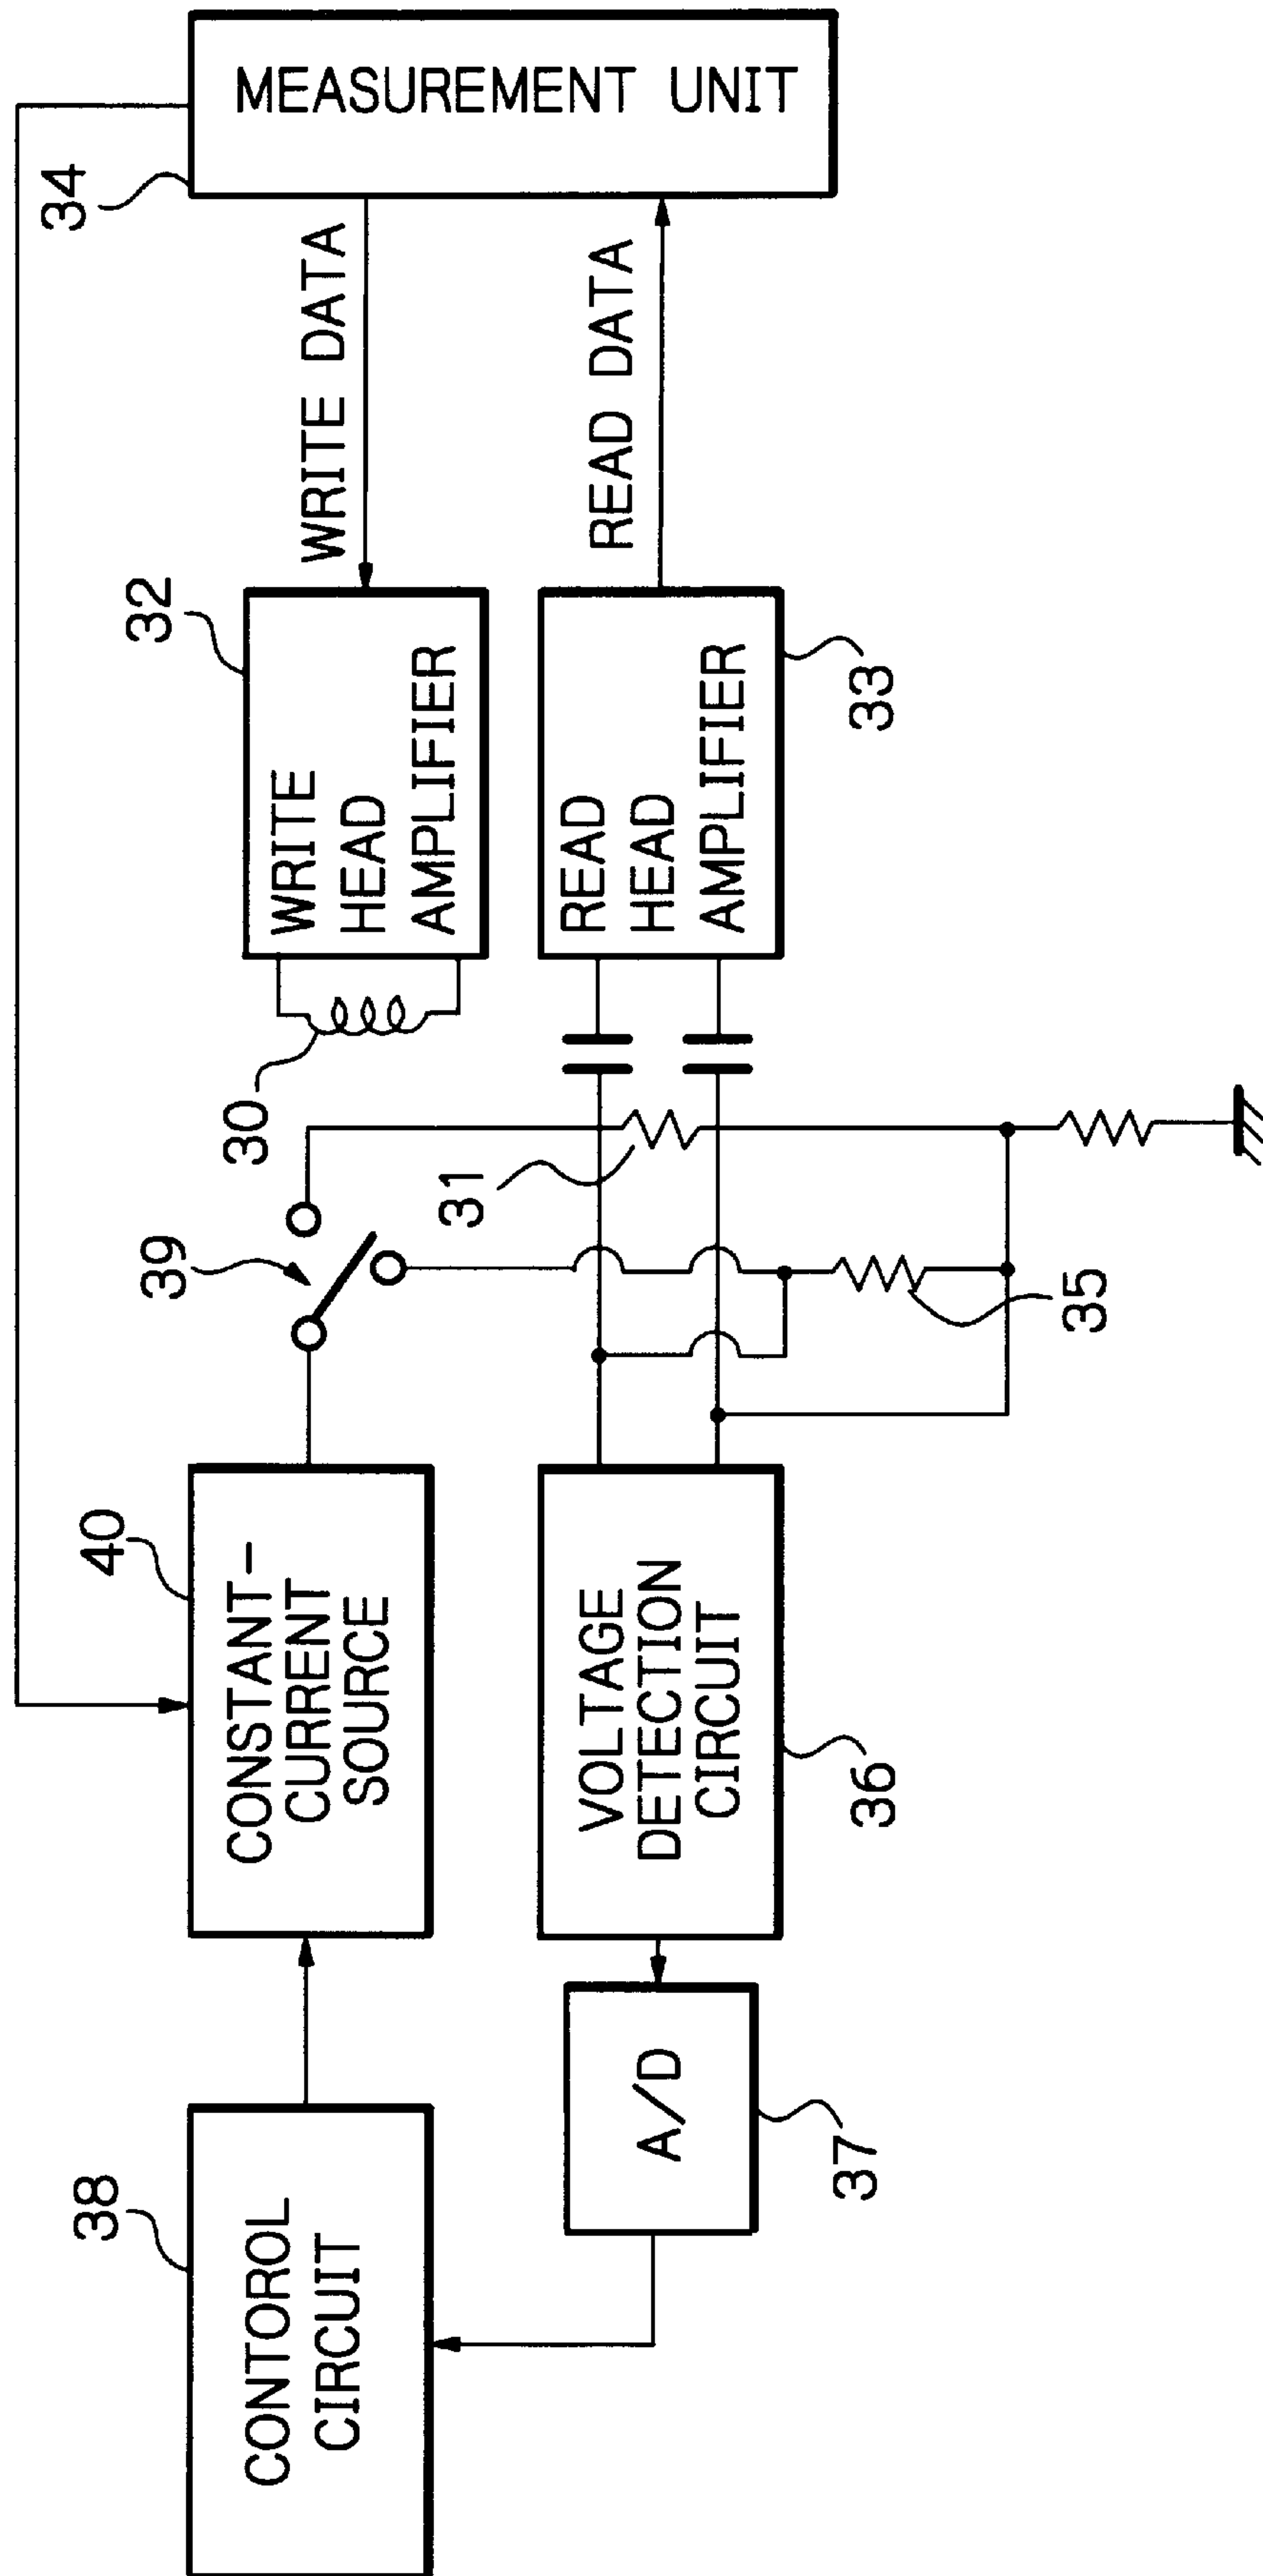 38
CONTOROL
CIRCUIT
40
CONSTANT-
CURRENT
SOURCE
39
30
32
WRITE
HEAD
AMPLIFIER
WRITE DATA
34
MEASUREMENT UNIT
A/D
37
VOLTAGE
DETECTION
CIRCUIT
36
31
35
READ
HEAD
AMPLIFIER
33
READ DATA